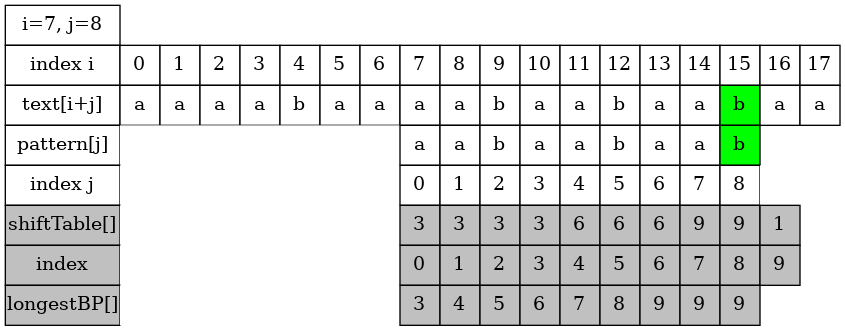 i=7, j=8
index i 0 1 2 3 4 5 6 7 8 9 10 11 12 13 14 15 16 17
text[i+j] a a a a b a a a a b a a b a a b a a
pattern[j] a a b a a b a a b
index j 0 1 2 3 4 5 6 7 8
shiftTable[] 3 3 3 3 6 6 6 9 9 1
index 0 1 2 3 4 5 6 7 8 9
longestBP[] 3 4 5 6 7 8 9 9 9